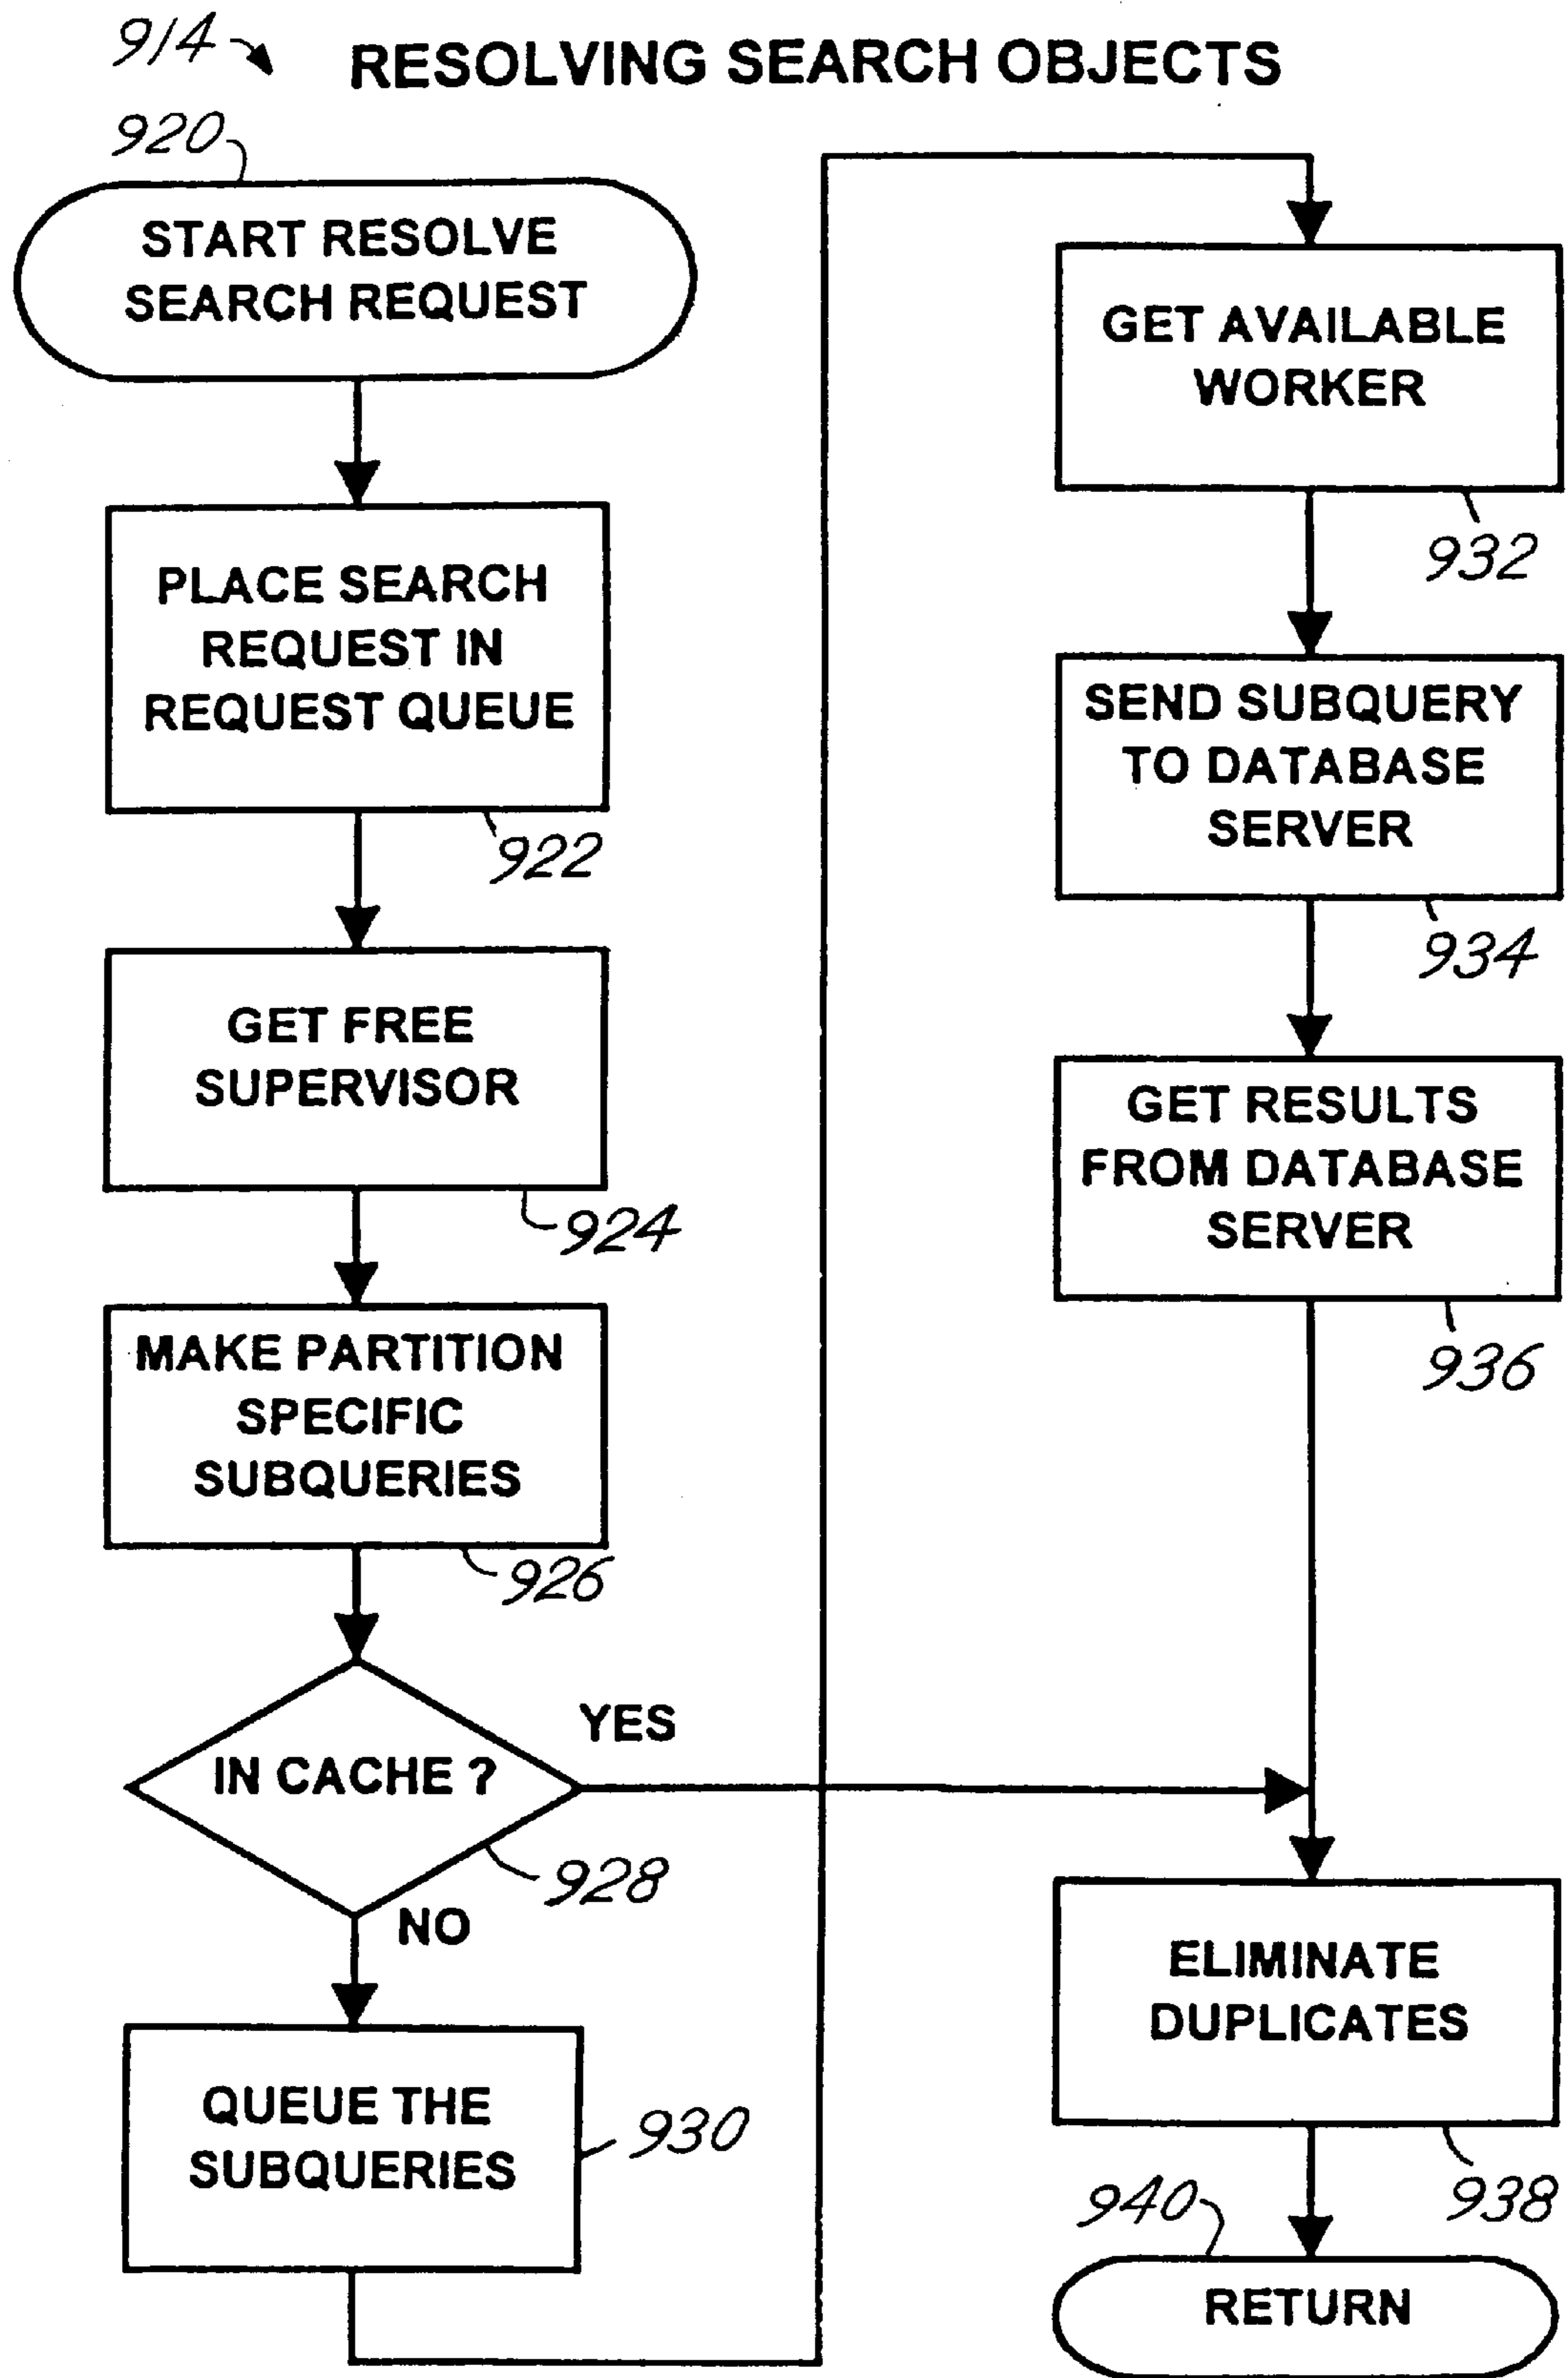 914
RESOLVING SEARCH OBJECTS
920
START RESOLVE
SEARCH REQUEST
PLACE SEARCH
REQUEST IN
REQUEST QUEUE
922
GET FREE
SUPERVISOR
924
MAKE PARTITION
SPECIFIC
SUBQUERIES
926
IN CACHE ?
YES
928
NO
QUEUE THE
SUBQUERIES
930
GET AVAILABLE
WORKER
932
SEND SUBQUERY
TO DATABASE
SERVER
934
GET RESULTS
FROM DATABASE
SERVER
936
ELIMINATE
DUPLICATES
938
940
RETURN